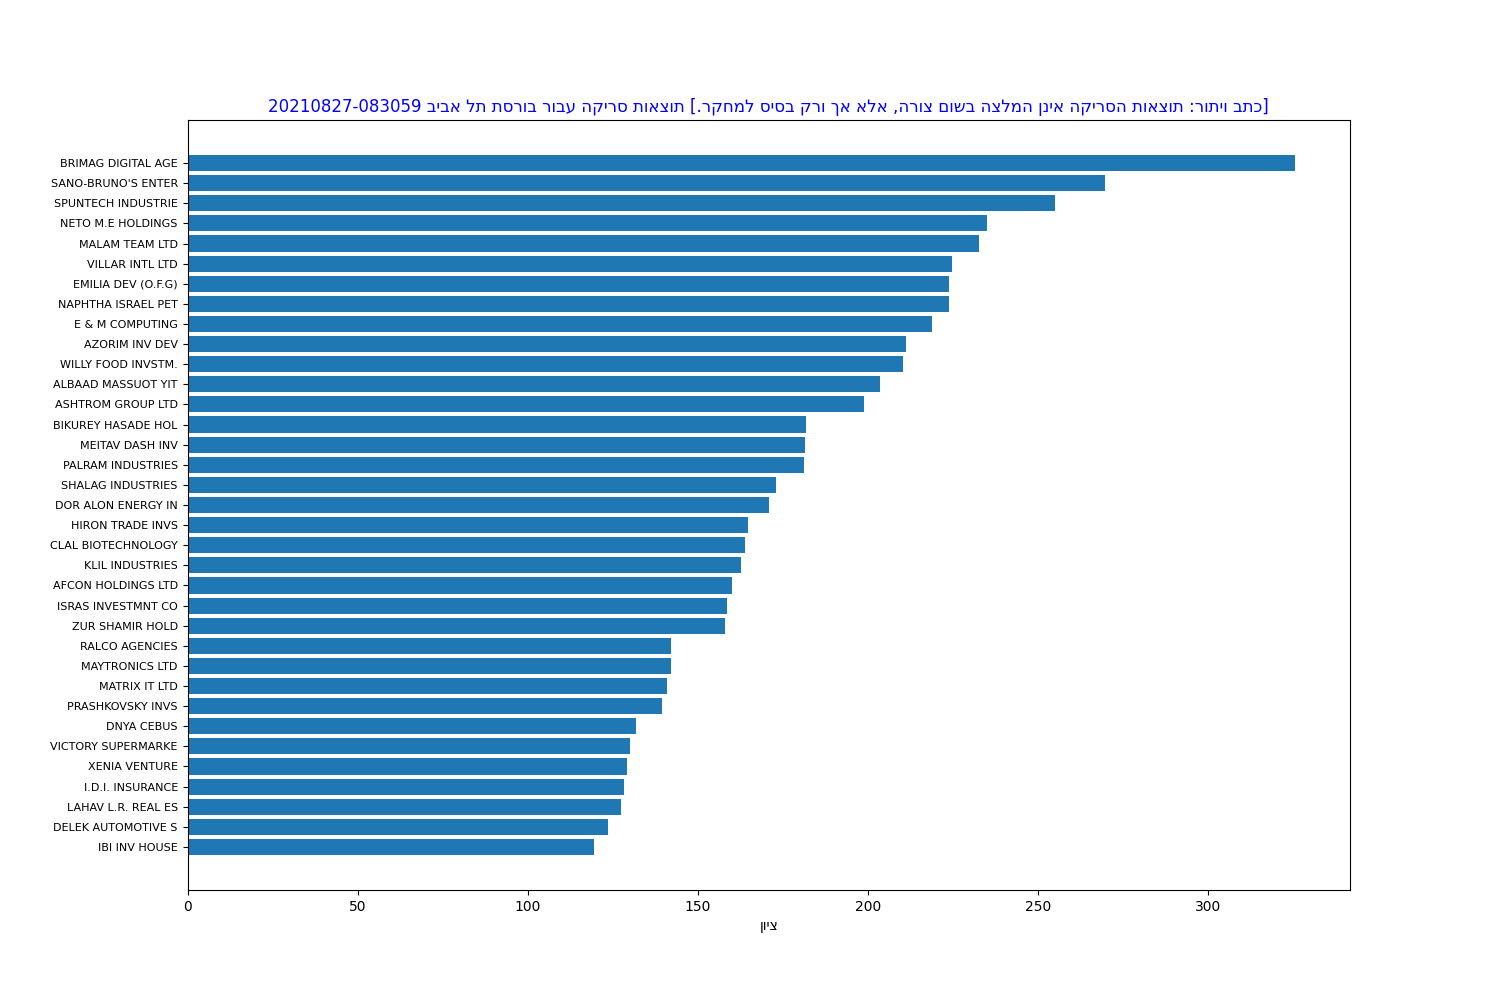 [כתב ויתור: תוצאות הסריקה אינן המלצה בשום צורה, אלא אך ורק בסיס למחקר.] תוצאות סריקה עבור בורסת תל אביב 20210827-083059
BRIMAG DIGITAL AGE
SANO-BRUNO'S ENTER
SPUNTECH INDUSTRIE
NETO M.E HOLDINGS
MALAM TEAM LTD
VILLAR INTL LTD
EMILIA DEV (O.F.G)
NAPHTHA ISRAEL PET
E & M COMPUTING
AZORIM INV DEV
WILLY FOOD INVSTM.
ALBAAD MASSUOT YIT
ASHTROM GROUP LTD
BIKUREY HASADE HOL
MEITAV DASH INV
PALRAM INDUSTRIES
SHALAG INDUSTRIES
DOR ALON ENERGY IN
HIRON TRADE INVS
CLAL BIOTECHNOLOGY
KLIL INDUSTRIES
AFCON HOLDINGS LTD
ISRAS INVESTMNT CO
ZUR SHAMIR HOLD
RALCO AGENCIES
MAYTRONICS LTD
MATRIX IT LTD
PRASHKOVSKY INVS
DNYA CEBUS
VICTORY SUPERMARKE
XENIA VENTURE
I.D.I. INSURANCE
LAHAV L.R. REAL ES
DELEK AUTOMOTIVE S
IBI INV HOUSE
0 50 100 150 200 250 300
ציון